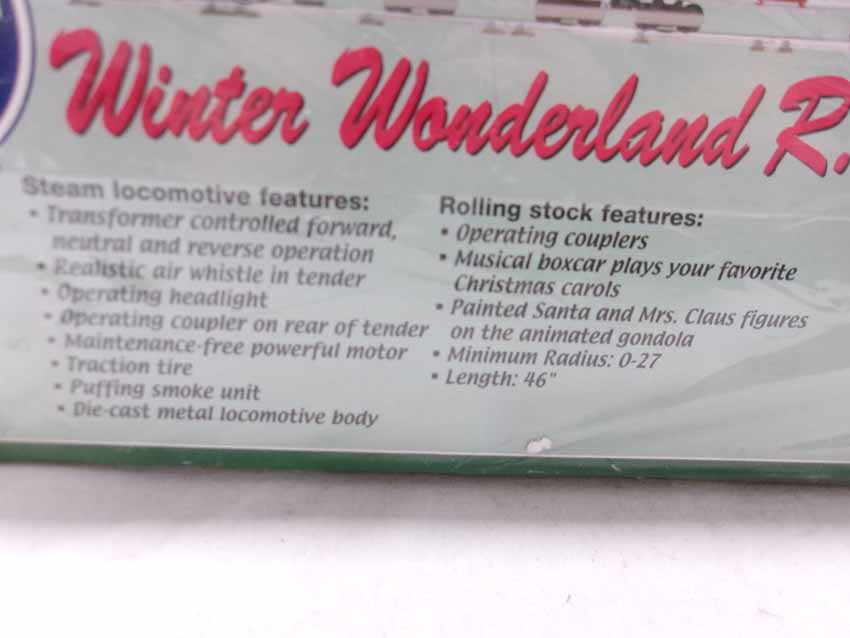 Winter Wonderland R.
Steam locomotive features:
• Transformer controlled forward,
neutral and reverse operation
• Realistic air whistle in tender
• Operating headlight
• Operating coupler on rear of tender
• Maintenance-free powerful motor
• Traction tire
• Puffing smoke unit
• Die-cast metal locomotive body
Rolling stock features:
• Operating couplers
• Musical boxcar plays your favorite
Christmas carols
• Painted Santa and Mrs. Claus figures
on the animated gondola
• Minimum Radius: 0-27
• Length: 46"